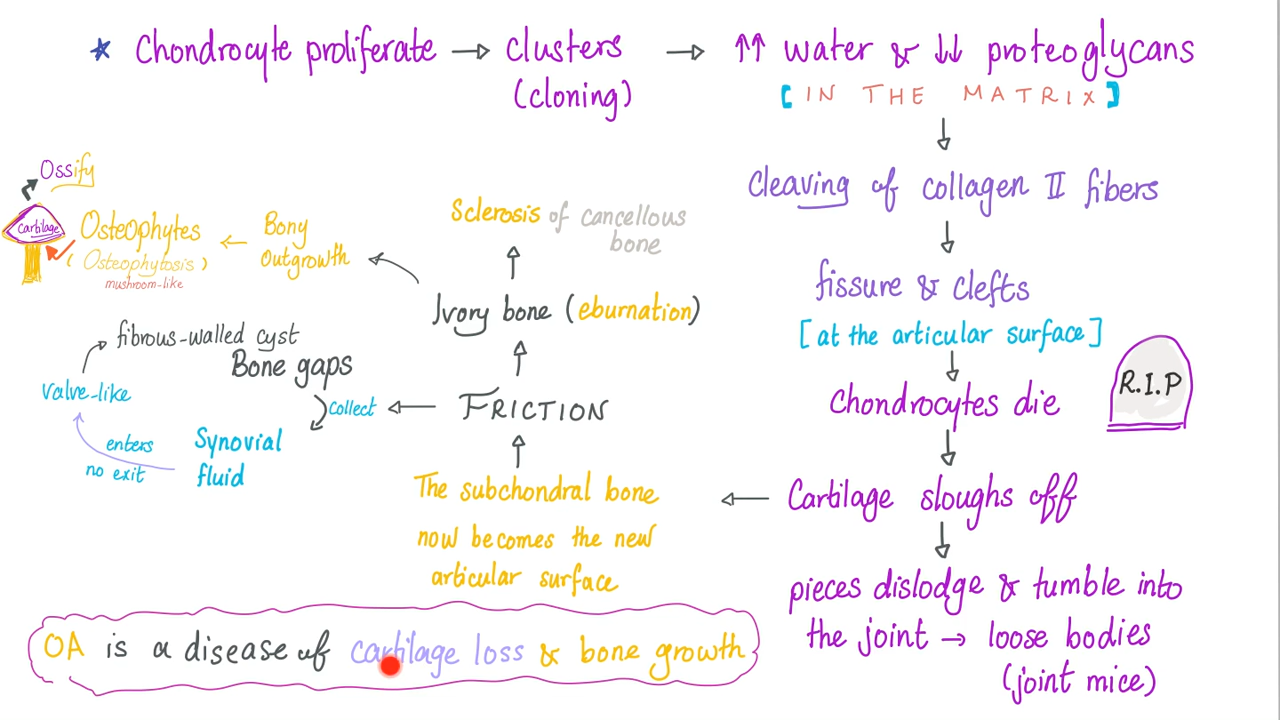 * Chondrocyte proliferate → clusters → ↑↑ water & ↓↓ proteoglycans
(cloning)
[IN THE MATRIX]
cleaving of collagen II fibers
fissure & clefts
[at the articular surface]
Chondrocytes die
R.I.P
Cartilage sloughs off
pieces dislodge & tumble into
the joint → loose bodies
(joint mice)
The subchondral bone
now becomes the new
articular surface
FRICTION
Ivory bone (eburnation)
Sclerosis of cancellous
bone
Bony
outgrowth
Osteophytes
(Osteophytosis)
mushroom-like
Cartilage
Ossify
Bone gaps
collect
Synovial
fluid
enters
no exit
Valve-like
fibrous-walled cyst
OA is a disease of cartilage loss & bone growth